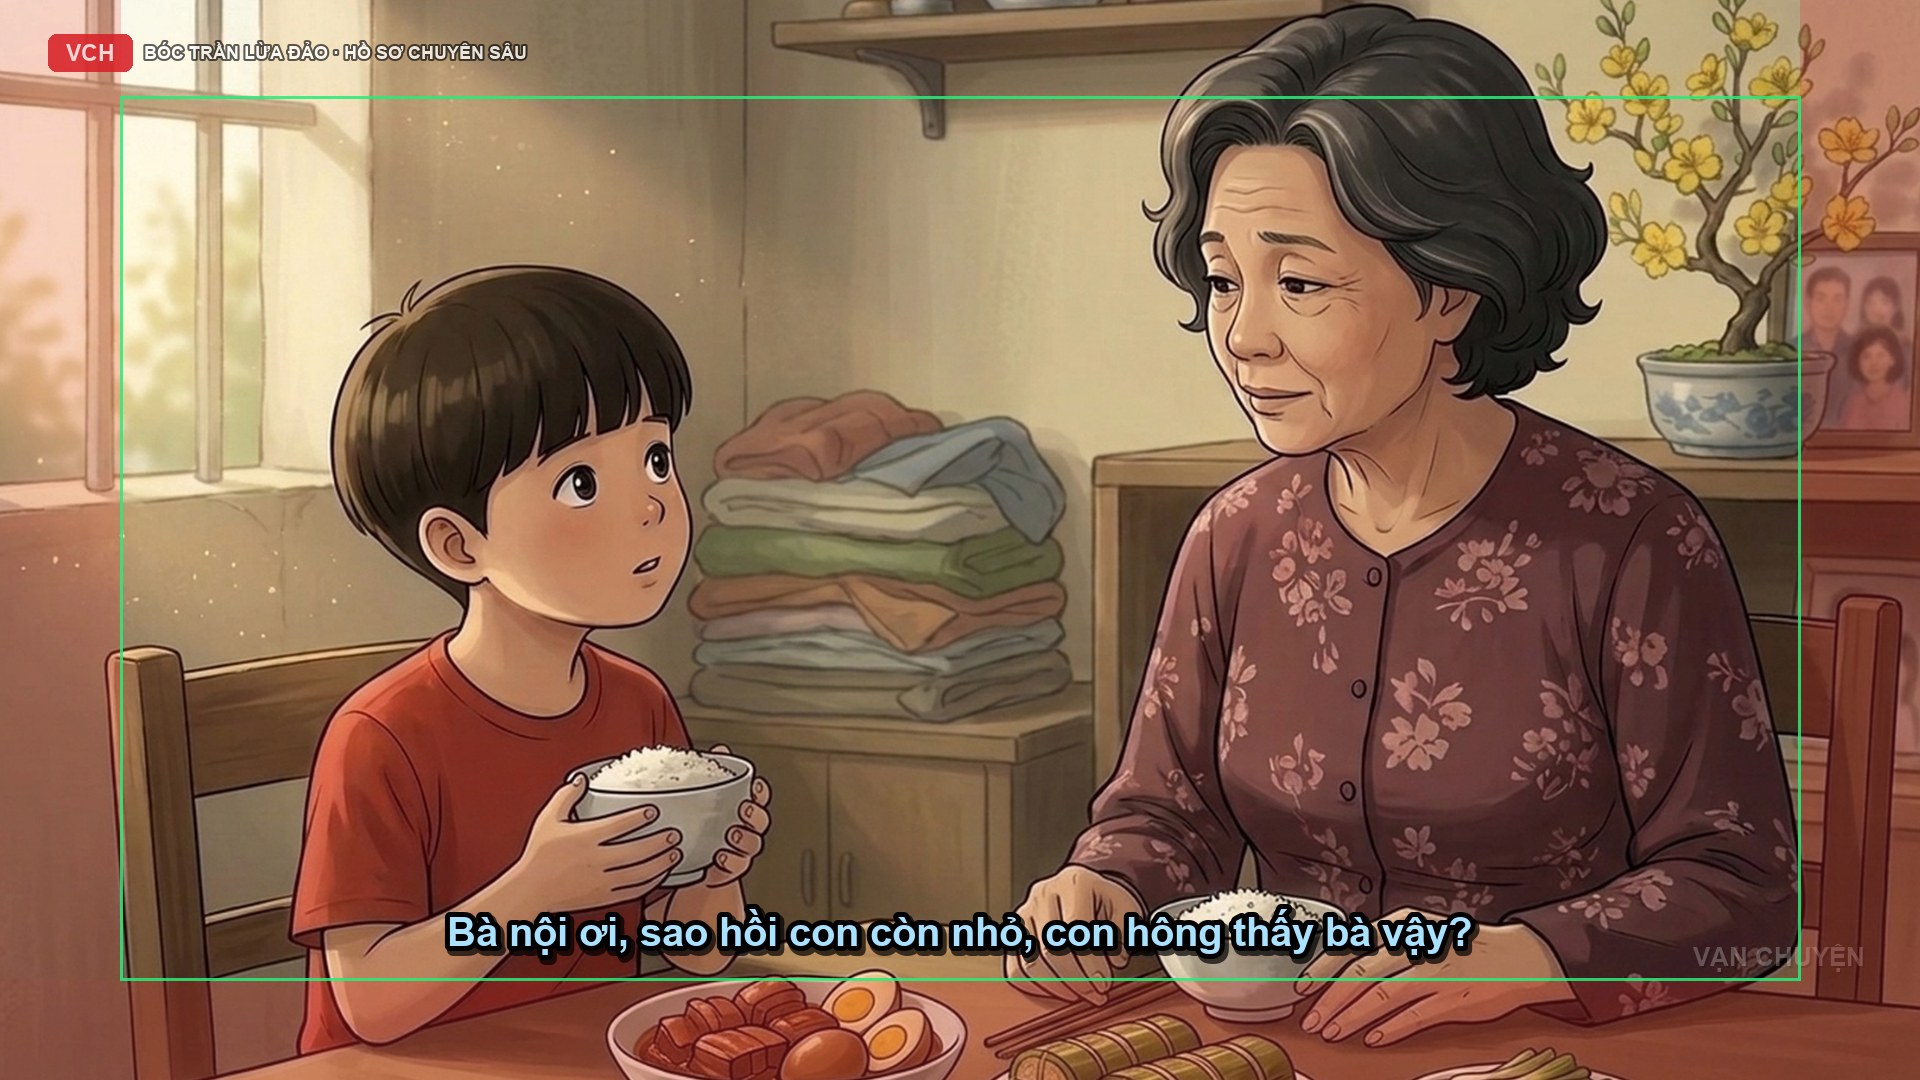 VCH
BÓC TRẦN LỪA ĐẢO · HỒ SƠ CHUYÊN SÂU
Bà nội ơi, sao hồi con còn nhỏ, con hông thấy bà vậy?
VẠN CHUYỆN